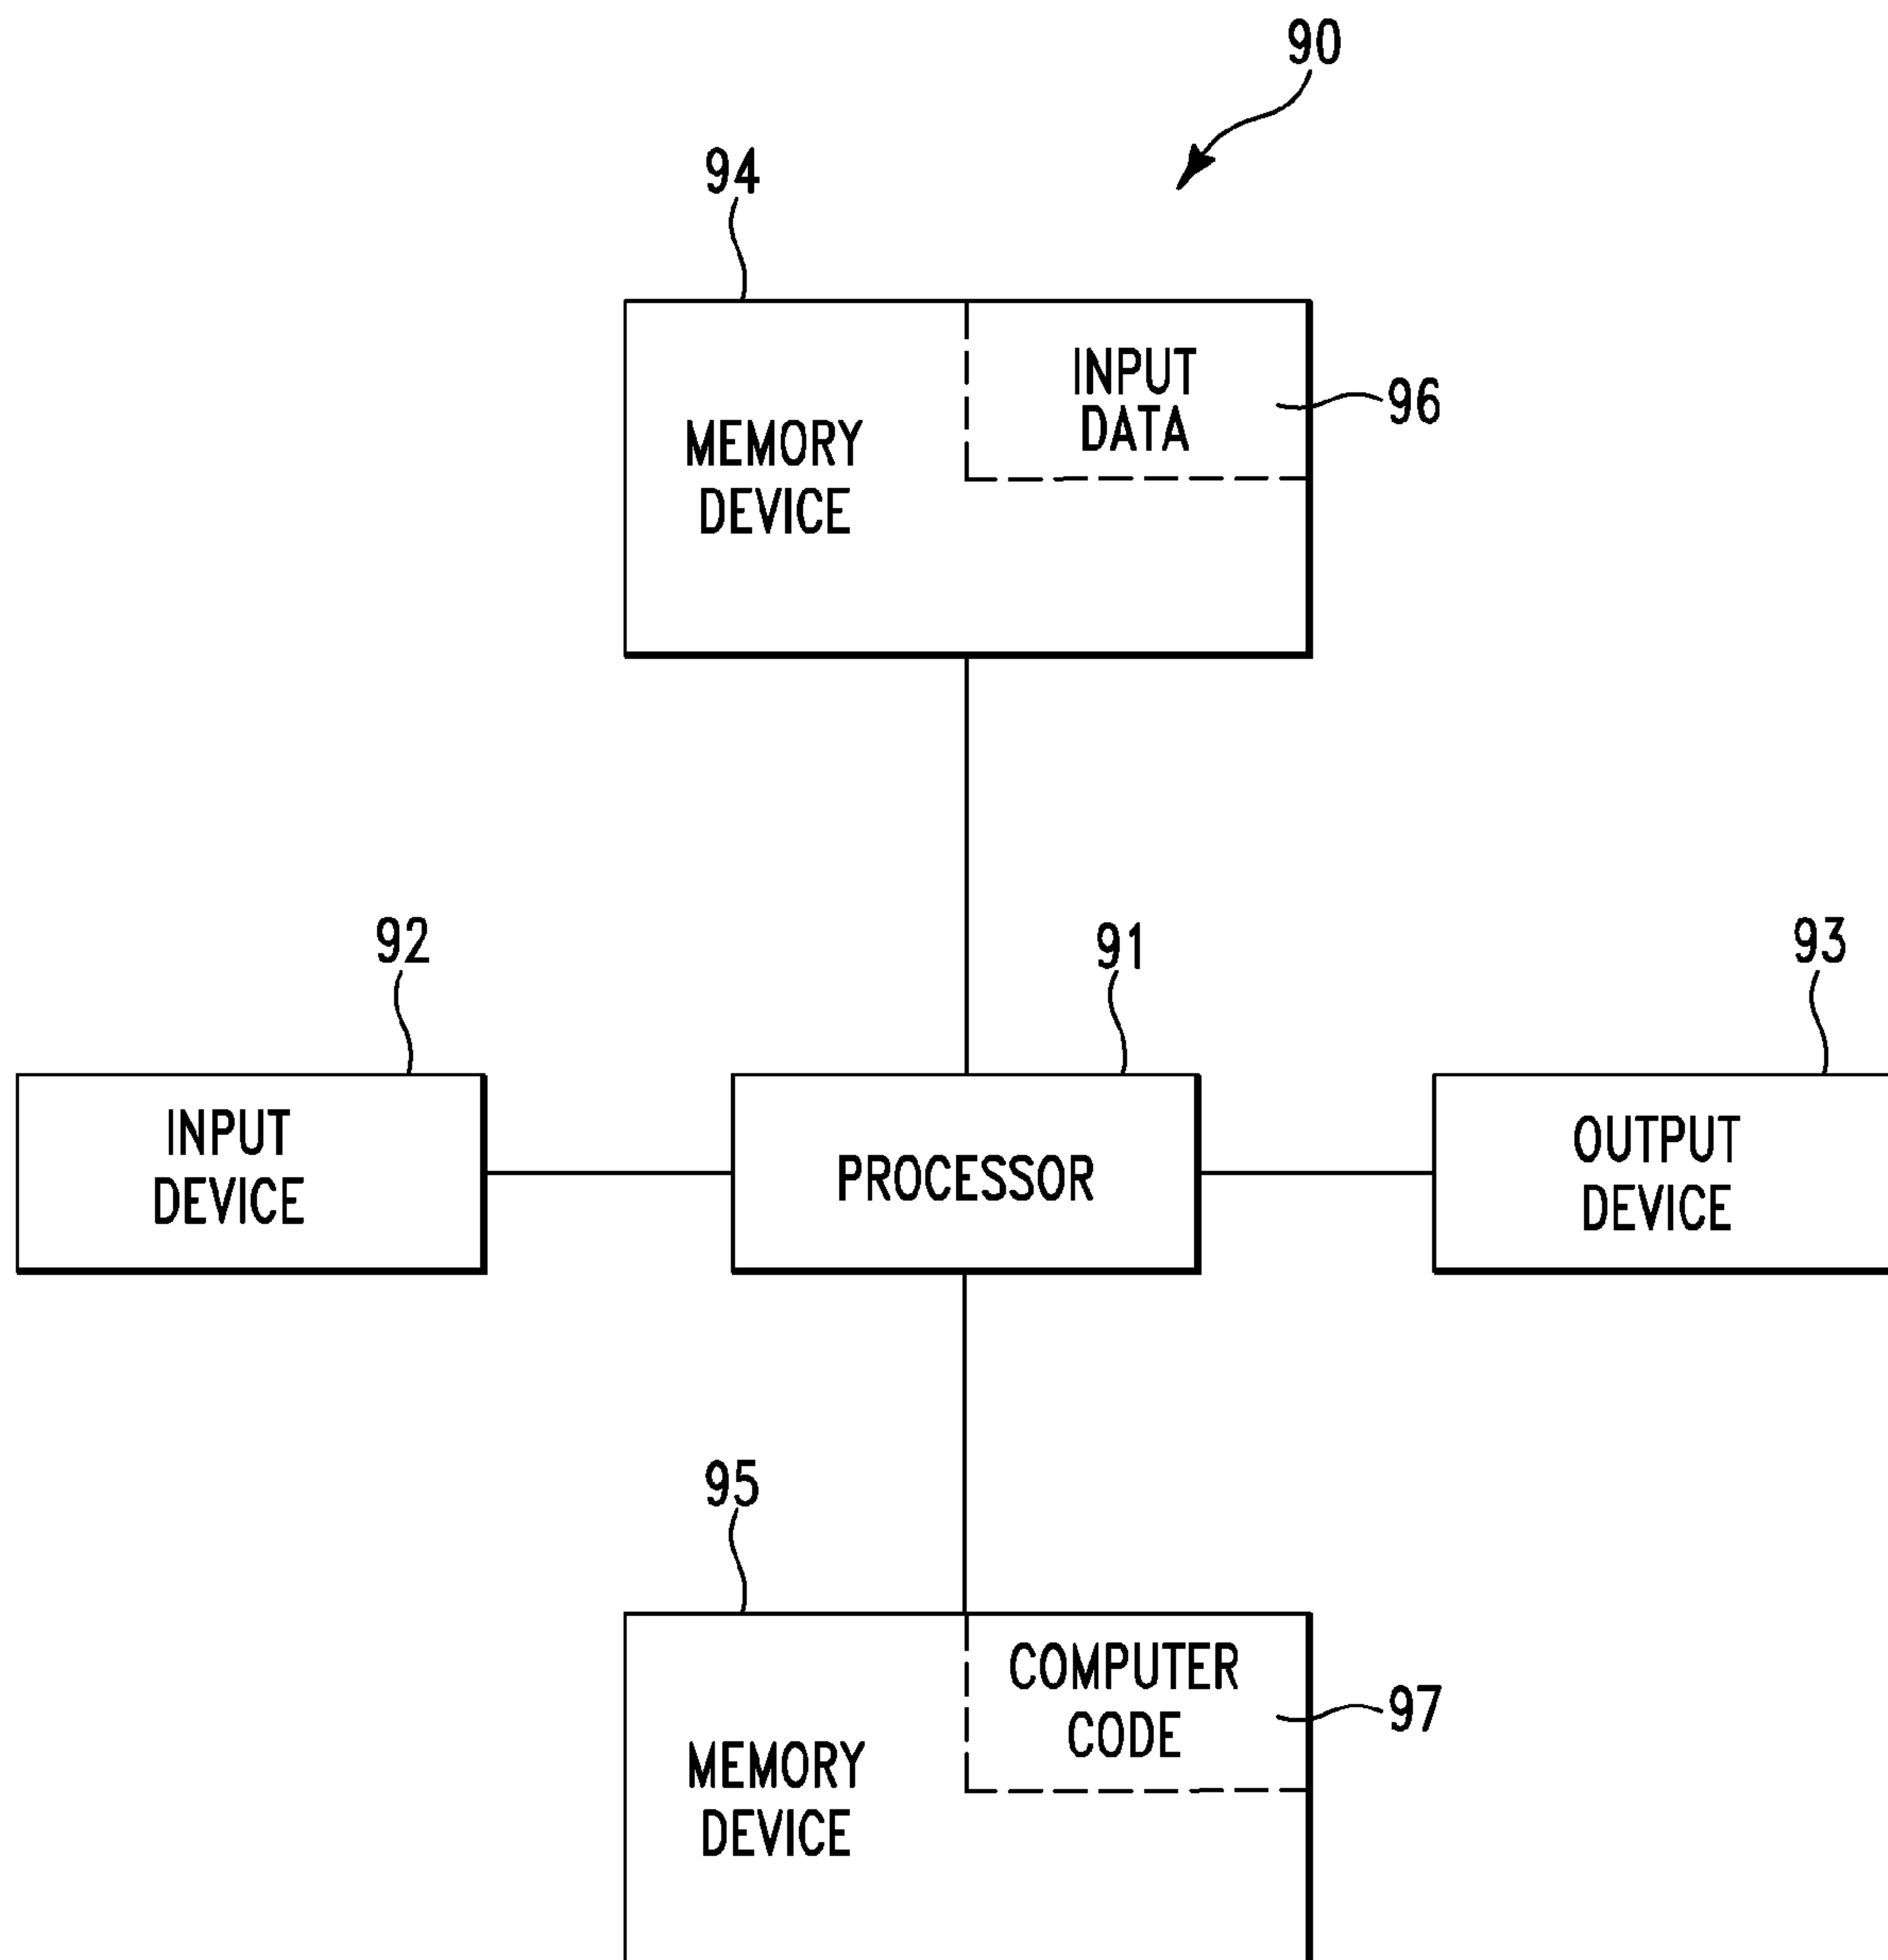 90
94
INPUT
DATA
96
MEMORY
DEVICE
92
91
93
INPUT
DEVICE
PROCESSOR
OUTPUT
DEVICE
95
COMPUTER
CODE
97
MEMORY
DEVICE